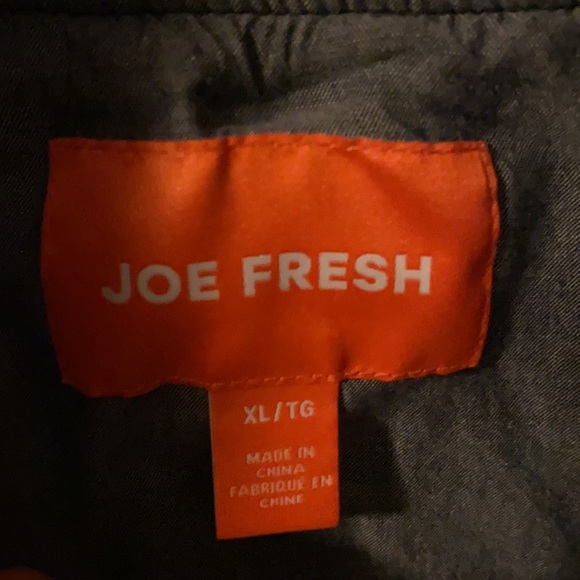 JOE FRESH
XL/TG
MADE IN
CHINA
FABRIQUÉ EN
CHINE